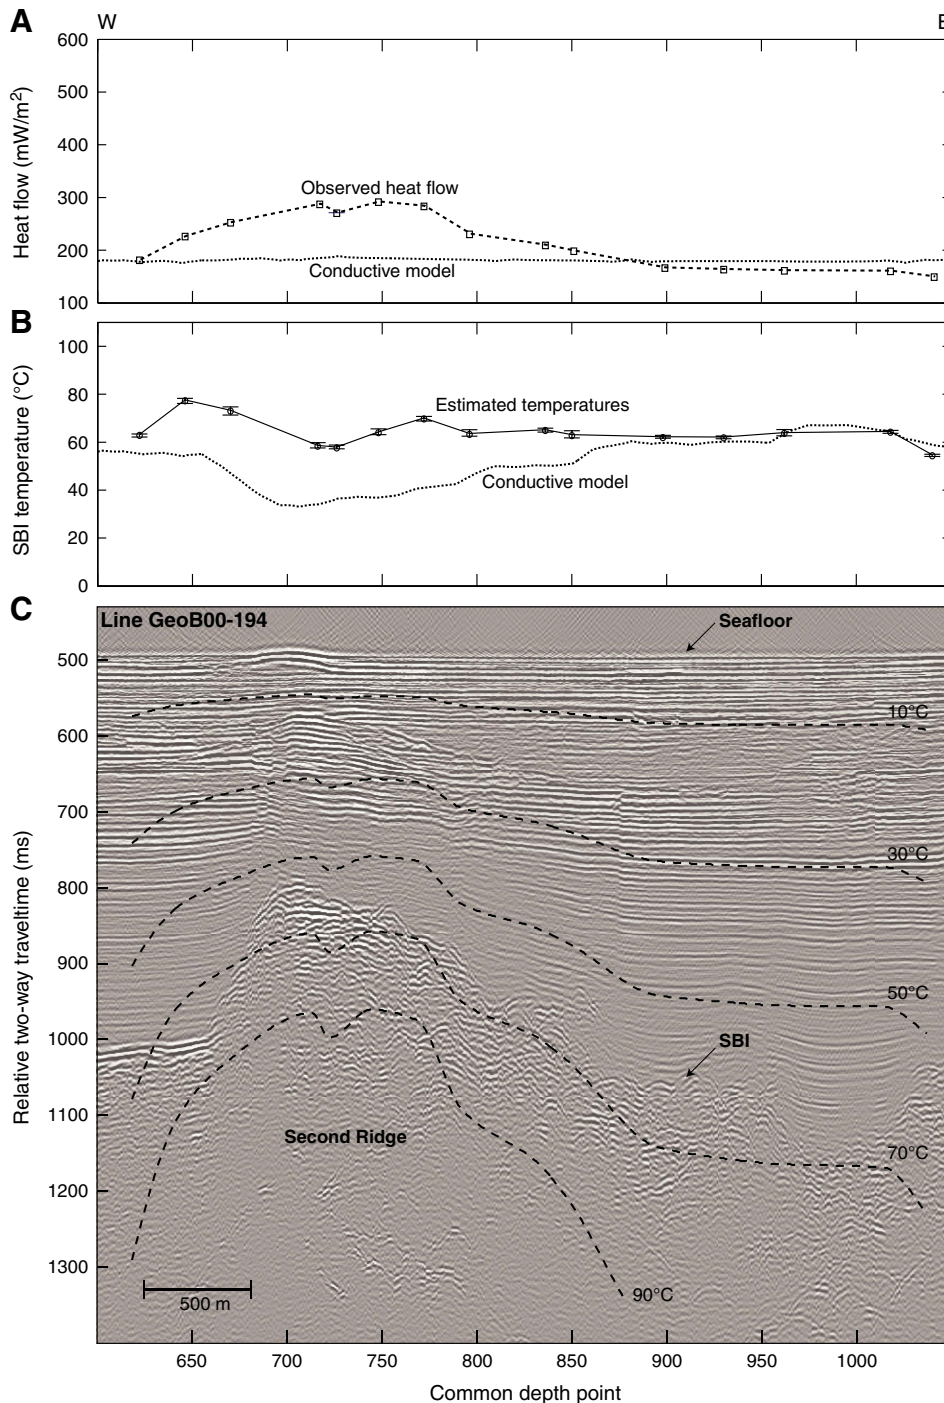 A
W
E
600
500
400
300
200
100
Heat flow (mW/m²)
Observed heat flow
Conductive model
B
100
80
60
40
20
0
SBI temperature (°C)
Estimated temperatures
Conductive model
C
Line GeoB00-194
Seafloor
500
600
700
800
900
1000
1100
1200
1300
Relative two-way traveltime (ms)
10°C
30°C
50°C
SBI
70°C
Second Ridge
90°C
500 m
650 700 750 800 850 900 950 1000
Common depth point